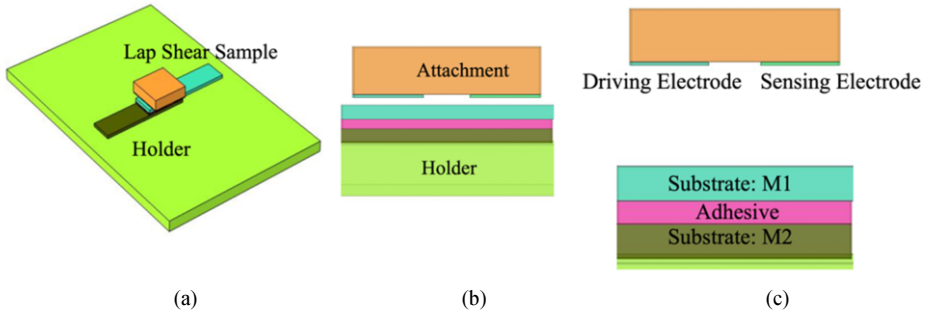 Lap Shear Sample
Holder
(a)
Attachment
Holder
(b)
Driving Electrode
Sensing Electrode
Substrate: M1
Adhesive
Substrate: M2
(c)